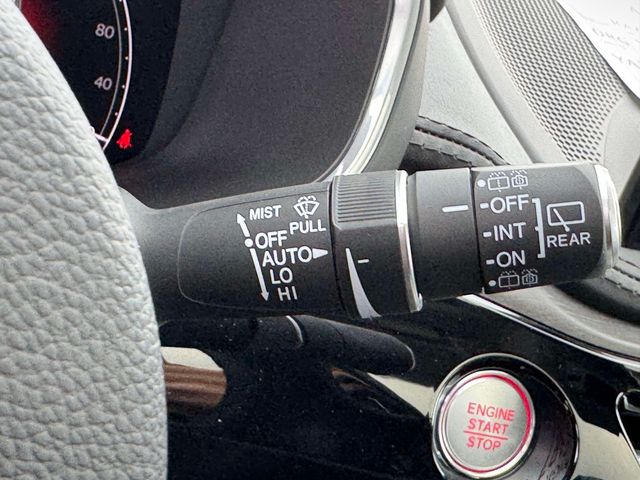 80
40
MIST
PULL
OFF
AUTO
LO
HI
OFF
INT
ON
REAR
ENGINE
START
STOP